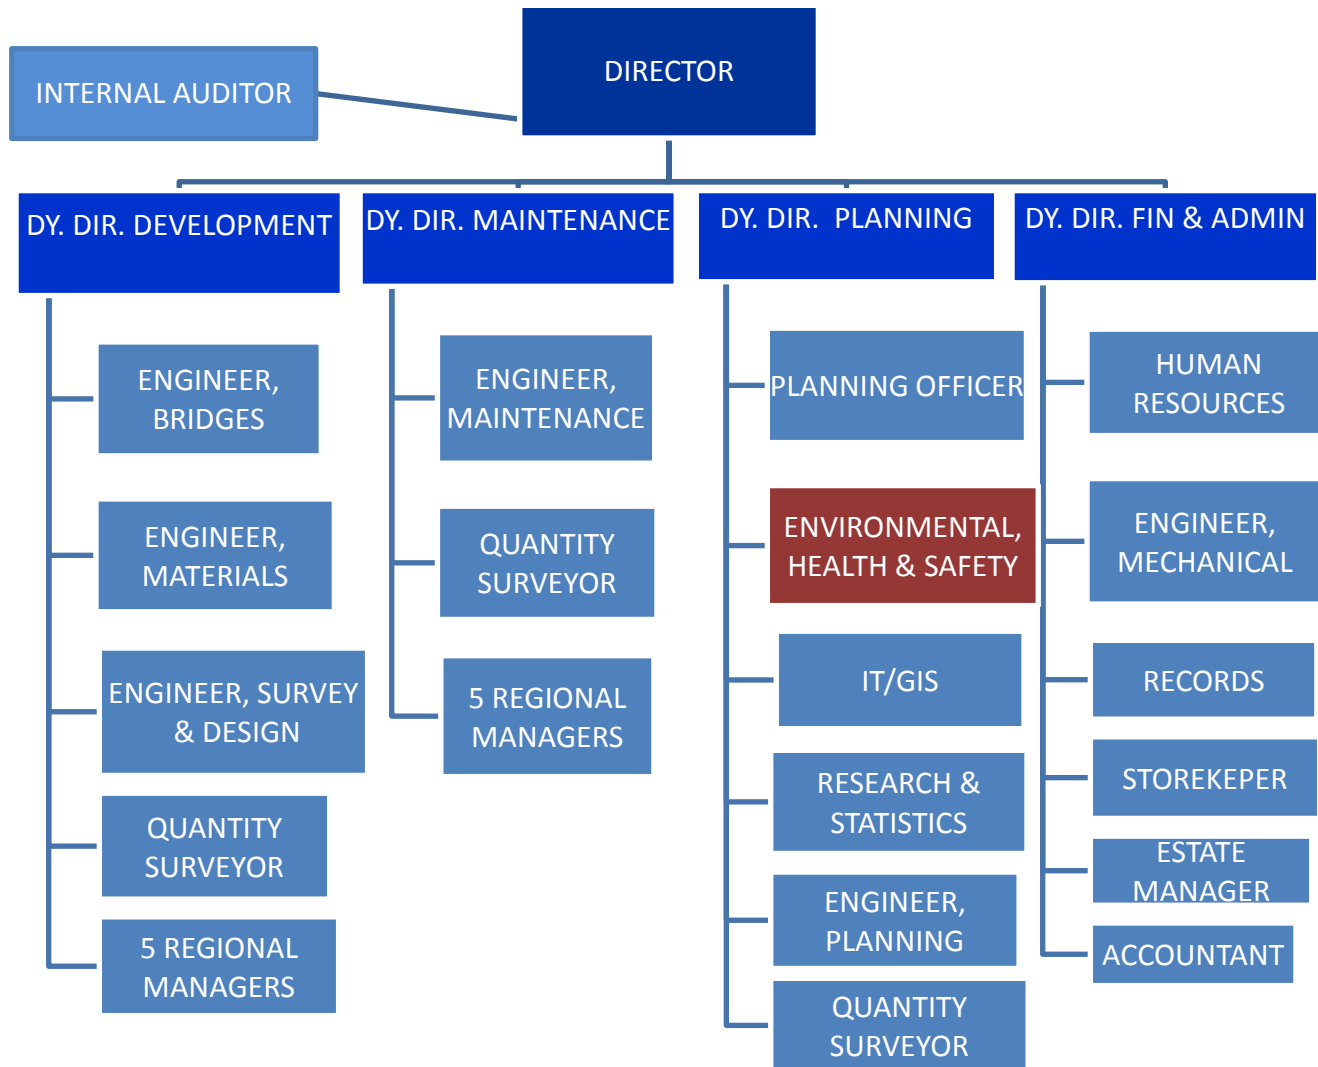 DIRECTOR
INTERNAL AUDITOR
DY. DIR. DEVELOPMENT
DY. DIR. MAINTENANCE
DY. DIR.  PLANNING
DY. DIR. FIN & ADMIN
ENGINEER,
BRIDGES
ENGINEER,
MATERIALS
ENGINEER, SURVEY
& DESIGN
QUANTITY
SURVEYOR
5 REGIONAL
MANAGERS
ENGINEER,
MAINTENANCE
QUANTITY
SURVEYOR
5 REGIONAL
MANAGERS
PLANNING OFFICER
ENVIRONMENTAL,
HEALTH & SAFETY
IT/GIS
RESEARCH &
STATISTICS
ENGINEER,
PLANNING
QUANTITY
SURVEYOR
HUMAN
RESOURCES
ENGINEER,
MECHANICAL
RECORDS
STOREKEPER
ESTATE
MANAGER
ACCOUNTANT